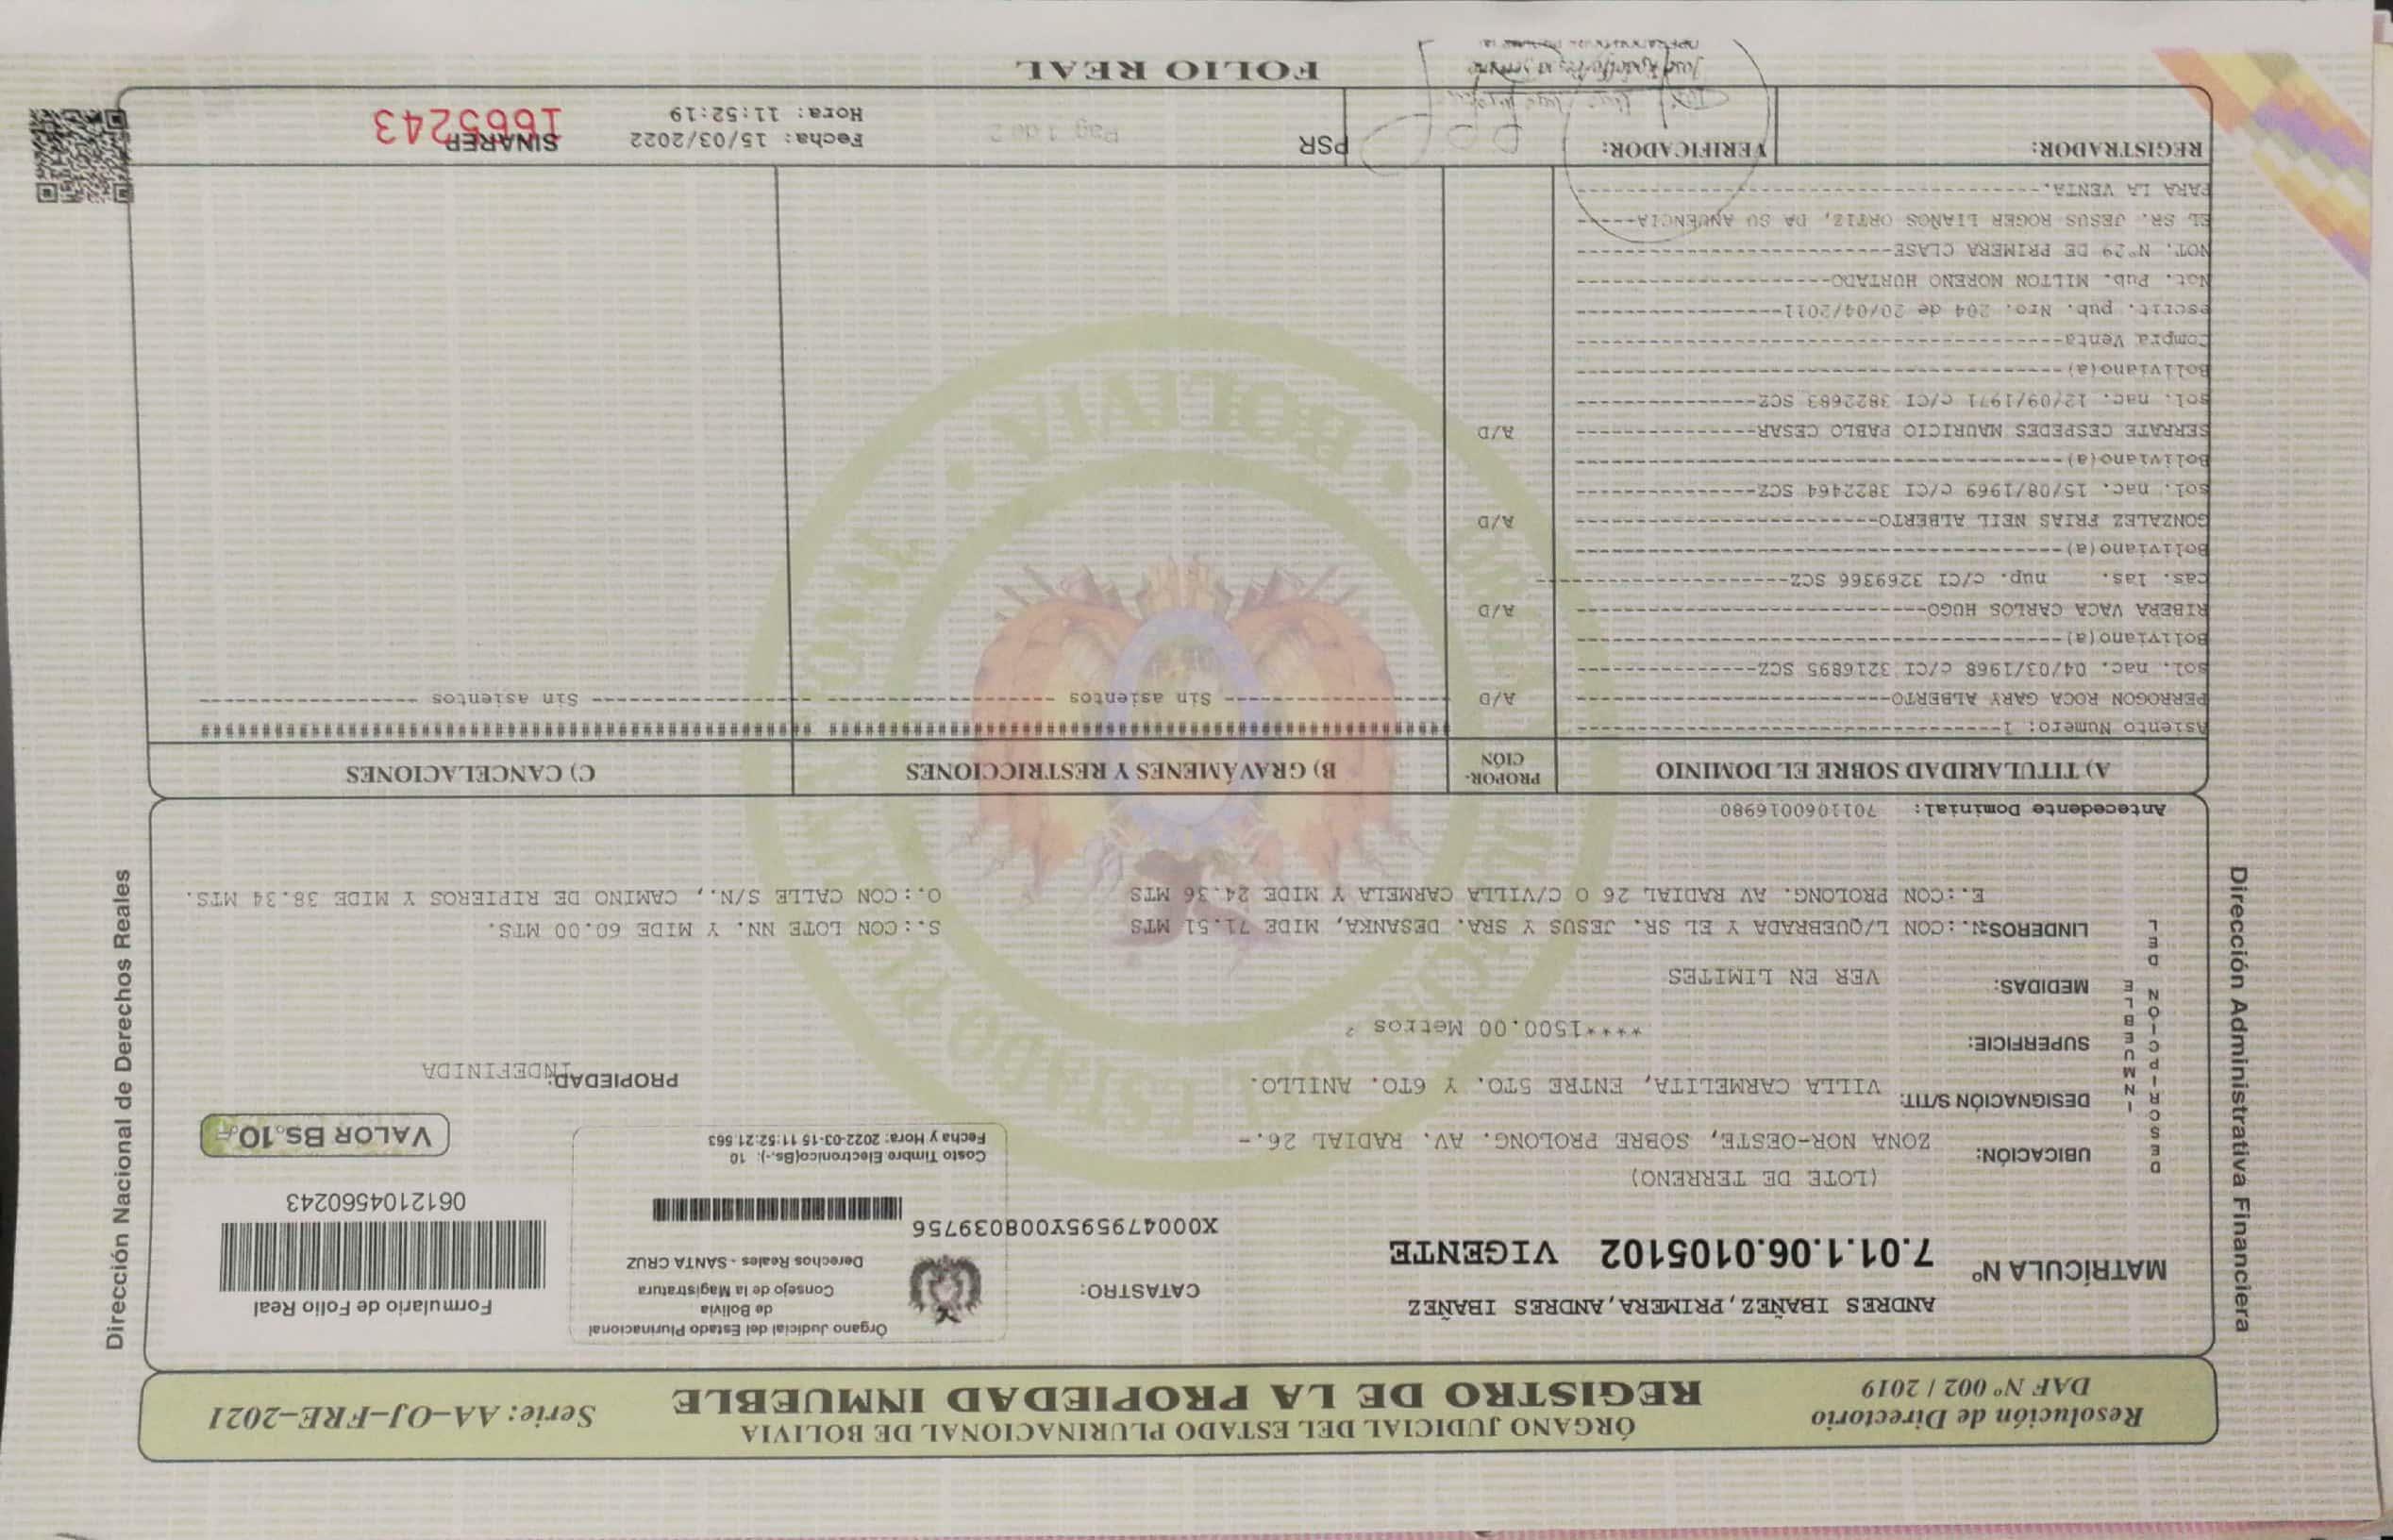 Resolución de Directorio
DAF Nº 002 / 2019
ÓRGANO JUDICIAL DEL ESTADO PLURINACIONAL DE BOLIVIA
REGISTRO DE LA PROPIEDAD INMUEBLE
Serie: AA-OJ-FRE-2021
Dirección Administrativa Financiera
Dirección Nacional de Derechos Reales
ANDRES IBAÑEZ,PRIMERA,ANDRES IBAÑEZ
MATRÍCULA Nº 7.01.1.06.0105102 VIGENTE
CATASTRO:
X000479595Y008039756
Órgano Judicial del Estado Plurinacional
de Bolivia
Consejo de la Magistratura
Derechos Reales - SANTA CRUZ
Costo Timbre Electronico(Bs.-): 10
Fecha y Hora: 2022-03-15 11:52:21.563
Formulario de Folio Real
0612104560243
VALOR BS. 10.-
DESCRIPCIÓN DEL INMUEBLE
(LOTE DE TERRENO)
UBICACIÓN: ZONA NOR-OESTE, SOBRE PROLONG. AV. RADIAL 26.-
DESIGNACIÓN S/TIT: VILLA CARMELITA, ENTRE 5TO. Y 6TO. ANILLO.
PROPIEDAD: INDEFINIDA
SUPERFICIE: ****1500.00 Metros ²
MEDIDAS: VER EN LIMITES
LINDEROS: N.:CON L/QUEBRADA Y EL SR. JESUS Y SRA. DESANKA, MIDE 71.51 MTS S.:CON LOTE NN. Y MIDE 60.00 MTS.
E.:CON PROLONG. AV RADIAL 26 O C/VILLA CARMELA Y MIDE 24.36 MTS O.:CON CALLE S/N., CAMINO DE RIPIEROS Y MIDE 38.34 MTS.
Antecedente Dominial: 7011060016980
A) TITULARIDAD SOBRE EL DOMINIO
PROPOR-
CIÓN
B) GRAVÁMENES Y RESTRICCIONES
C) CANCELACIONES
Asiento Numero: 1
PERROGON ROCA GARY ALBERTO A/D
Sin asientos
Sin asientos
sol. nac. 04/03/1968 c/CI 3216895 SCZ
Boliviano(a)
RIBERA VACA CARLOS HUGO A/D
cas. las. nup. c/CI 3269366 SCZ
Boliviano(a)
GONZALEZ FRIAS NEIL ALBERTO A/D
sol. nac. 15/08/1969 c/CI 3822464 SCZ
Boliviano(a)
SERRATE CESPEDES MAURICIO PABLO CESAR A/D
sol. nac. 12/09/1971 c/CI 3822683 SCZ
Boliviano(a)
Compra Venta
escrit. pub. Nro. 204 de 20/04/2011
Not. Pub. MILTON MORENO HURTADO
NOT. N°29 DE PRIMERA CLASE
EL SR. JESUS ROGER LIAÑOS ORTIZ, DA SU ANUENCIA
PARA LA VENTA.
REGISTRADOR:
VERIFICADOR:
PSR
Pag 1 de 2
Fecha: 15/03/2022
Hora: 11:52:19
SINARER
1665243
FOLIO REAL